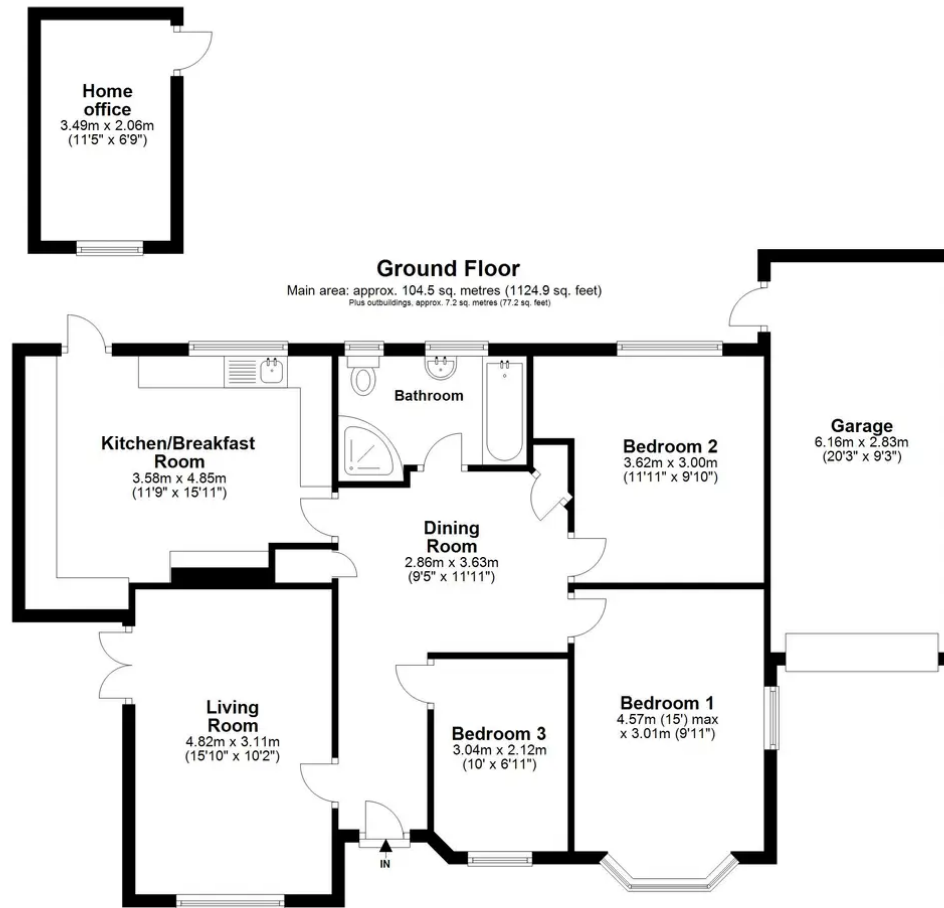 Home
office
3.49m x 2.06m
(11'5" x 6'9")
Ground Floor
Main area: approx. 104.5 sq. metres (1124.9 sq. feet)
Plus outbuildings, approx. 7.2 sq. metres (77.2 sq. feet)
Bathroom
Kitchen/Breakfast
Room
3.58m x 4.85m
(11'9" x 15'11")
Bedroom 2
3.62m x 3.00m
(11'11" x 9'10")
Garage
6.16m x 2.83m
(20'3" x 9'3")
Dining
Room
2.86m x 3.63m
(9'5" x 11'11")
Living
Room
4.82m x 3.11m
(15'10" x 10'2")
Bedroom 3
3.04m x 2.12m
(10' x 6'11")
Bedroom 1
4.57m (15') max
x 3.01m (9'11")
IN